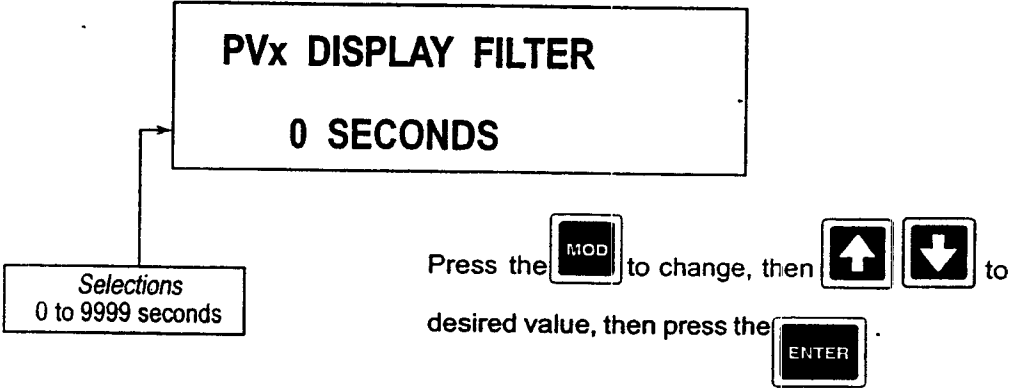 PVx DISPLAY FILTER
0 SECONDS
Selections
0 to 9999 seconds
Press the MOD to change, then to
desired value, then press the ENTER .